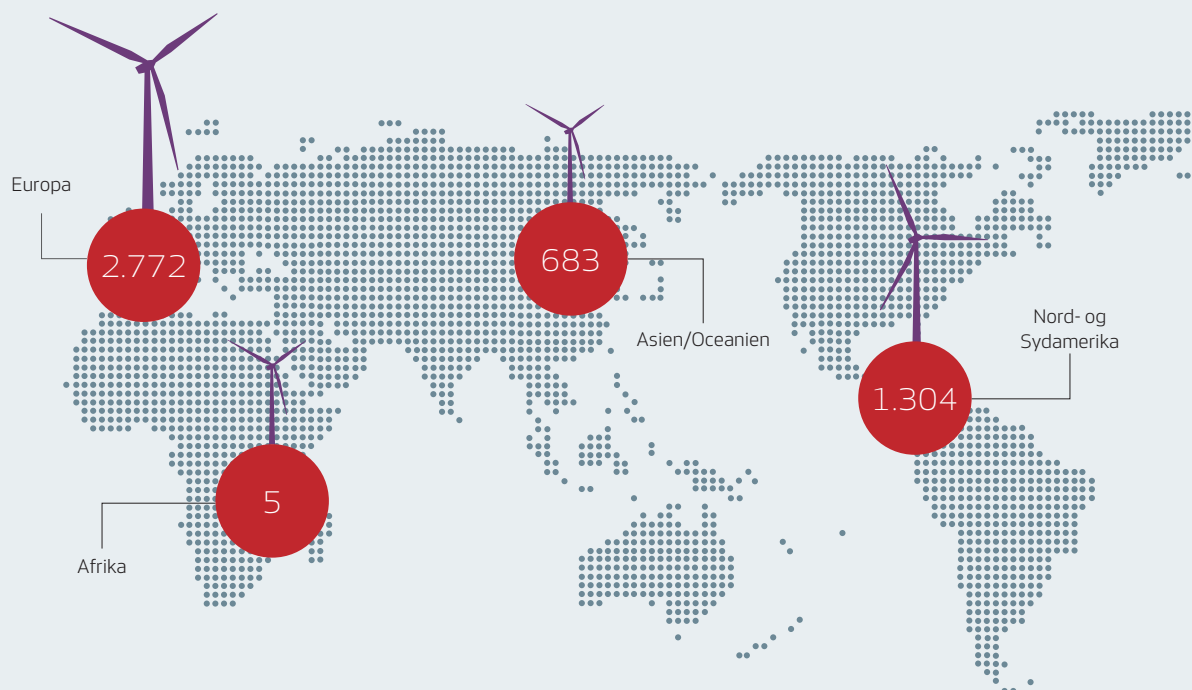 Europa
2.772
683
Asien/Oceanien
Nord- og
Sydamerika
1.304
5
Afrika